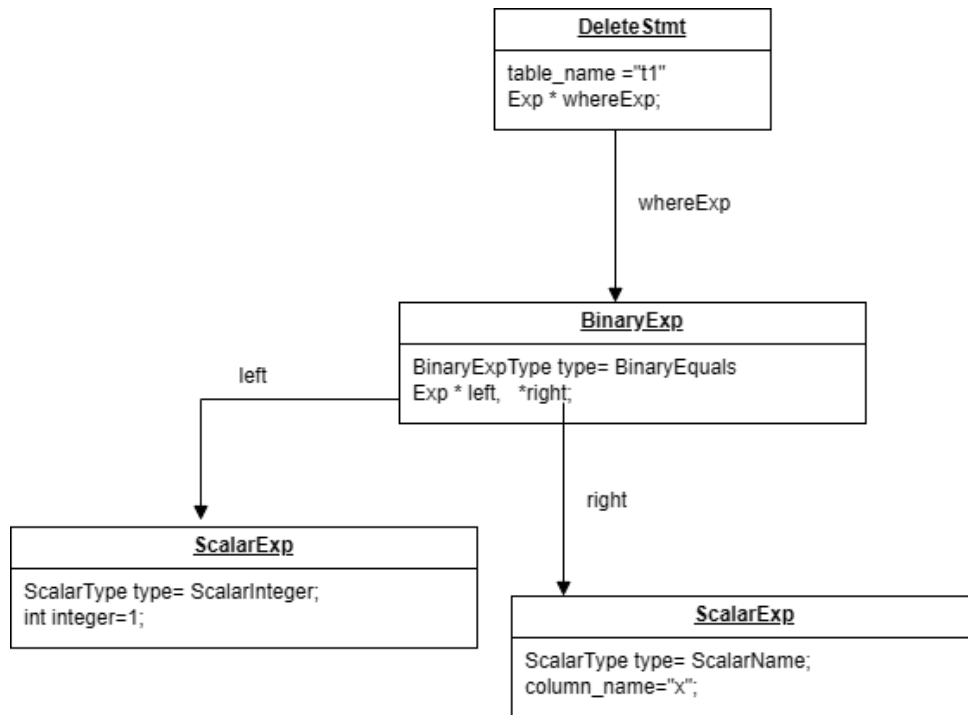 DeleteStmt
table_name ="t1"
Exp * whereExp;
whereExp
BinaryExp
BinaryExpType type= BinaryEquals
Exp * left, *right;
left
right
ScalarExp
ScalarType type= ScalarInteger;
int integer=1;
ScalarExp
ScalarType type= ScalarName;
column_name="x";